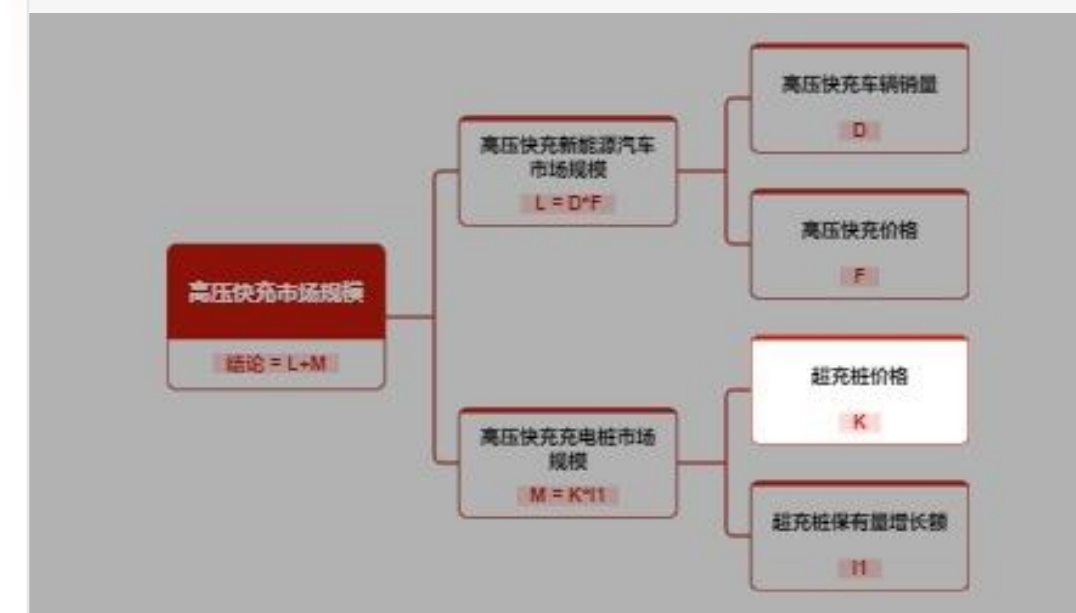 高压快充车辆销量
D
高压快充新能源汽车
市场规模
L = D*F
高压快充价格
F
高压快充市场规模
结论 = L+M
超充桩价格
K
高压快充充电桩市场
规模
M = K*I1
超充桩保有量增长额
I1